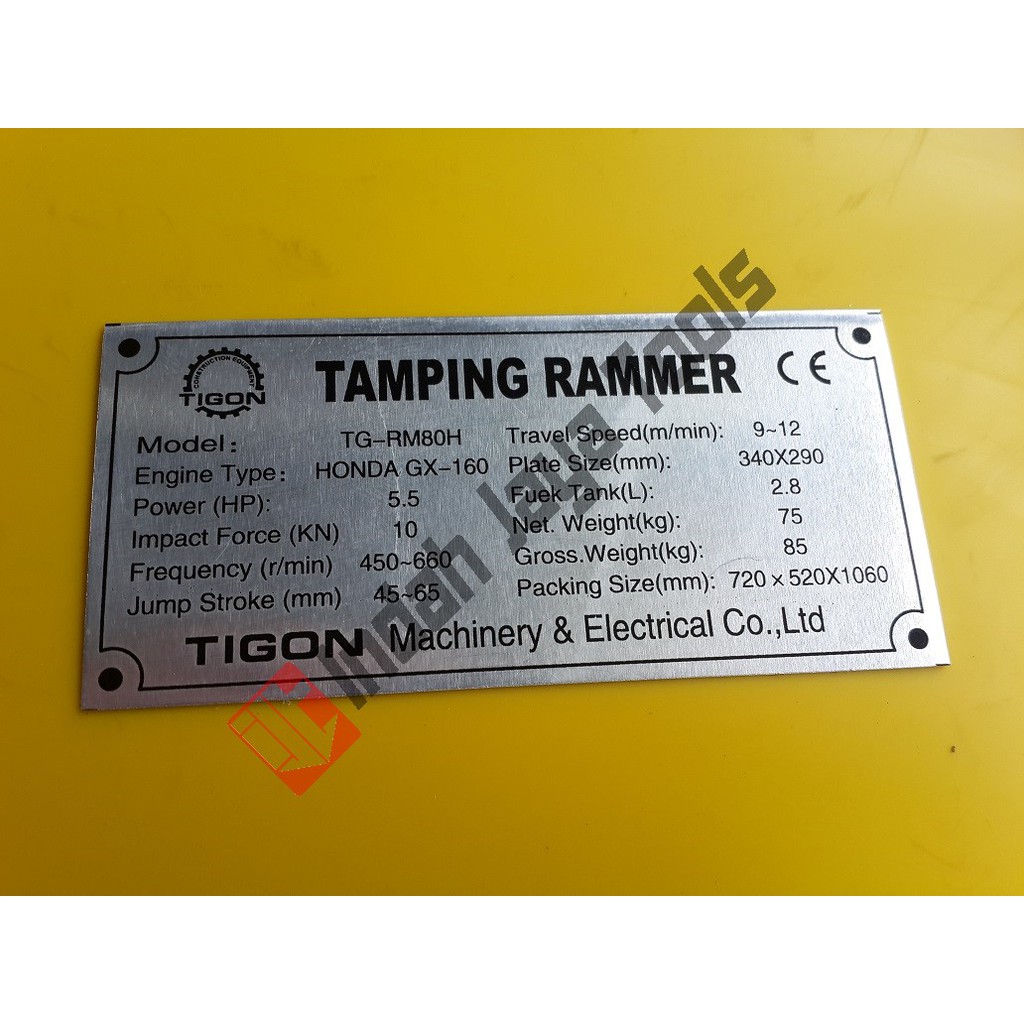 CONSTRUCTION EQUIPMENT
TIGON
TAMPING RAMMER CE
Model: TG-RM80H
Engine Type: HONDA GX-160
Power (HP): 5.5
Impact Force (KN) 10
Frequency (r/min) 450~660
Jump Stroke (mm) 45~65
Travel Speed(m/min): 9~12
Plate Size(mm): 340X290
Fuek Tank(L): 2.8
Net. Weight(kg): 75
Gross.Weight(kg): 85
Packing Size(mm): 720×520X1060
TIGON Machinery & Electrical Co.,Ltd
Indah Jaya Tools